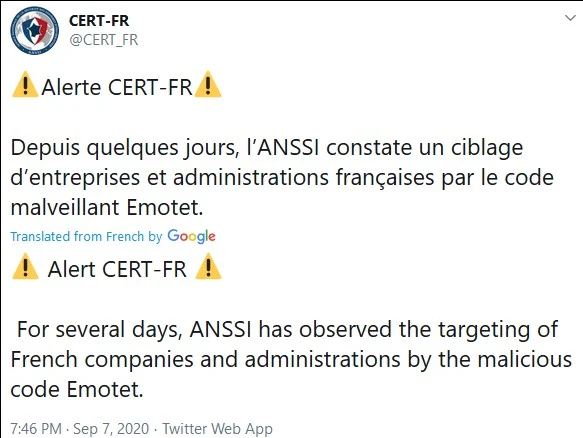 CERT-FR
@CERT_FR
⚠️Alerte CERT-FR⚠️
Depuis quelques jours, l’ANSSI constate un ciblage
d’entreprises et administrations françaises par le code
malveillant Emotet.
Translated from French by Google
⚠️ Alert CERT-FR ⚠️
For several days, ANSSI has observed the targeting of
French companies and administrations by the malicious
code Emotet.
7:46 PM · Sep 7, 2020 · Twitter Web App